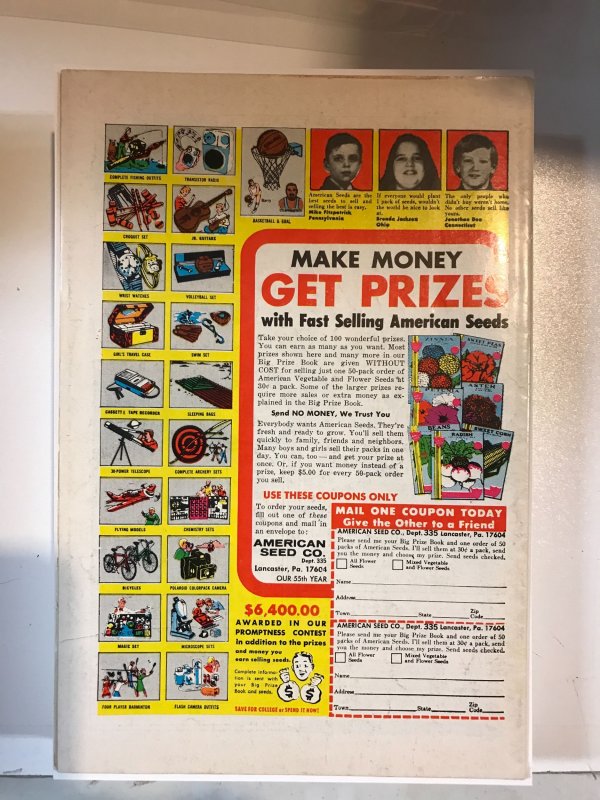 COMPLETE FISHING OUTFITS
TRANSISTOR RADIO
CROQUET SET
JR. GUITARS
BASKETBALL & GOAL
WRIST WATCHES
VOLLEYBALL SET
GIRL'S TRAVEL CASE
SWIM SET
CASSETTE TAPE RECORDER
SLEEPING BAGS
30-POWER TELESCOPE
COMPLETE ARCHERY SETS
FLYING MODELS
CHEMISTRY SETS
BICYCLES
POLAROID COLORPACK CAMERA
MAGIC SET
MICROSCOPE SETS
FOUR PLAYER BADMINTON
FLASH CAMERA OUTFITS
American Seeds are the
best seeds to sell and
selling the best is easy.
Mike Fitzpatrick
Pennsylvania
If everyone would plant
1 pack of seeds, wouldn't
the world be nice to look
at.
Brenda Jackson
Ohio
The only people who
didn't buy weren't home.
No other seeds sell like
yours.
Jonathan Dea
Connecticut
MAKE MONEY
GET PRIZES
with Fast Selling American Seeds
Take your choice of 100 wonderful prizes.
You can earn as many as you want. Most
prizes shown here and many more in our
Big Prize Book are given WITHOUT
COST for selling just one 50-pack order of
American Vegetable and Flower Seeds at
30¢ a pack. Some of the larger prizes re-
quire more sales or extra money as ex-
plained in the Big Prize Book.
Send NO MONEY, We Trust You
Everybody wants American Seeds. They're
fresh and ready to grow. You'll sell them
quickly to family, friends and neighbors.
Many boys and girls sell their packs in one
day. You can, too — and get your prize at
once. Or, if you want money instead of a
prize, keep $5.00 for every 50-pack order
you sell.
ZINNIA
SWEET PEAS
ASTER
BEANS
RADISH
SWEET CORN
USE THESE COUPONS ONLY
To order your seeds,
fill out one of these
coupons and mail in
an envelope to:
AMERICAN
SEED CO.
Dept. 335
Lancaster, Pa. 17604
OUR 55th YEAR
MAIL ONE COUPON TODAY
Give the Other to a Friend
AMERICAN SEED CO., Dept. 335 Lancaster, Pa. 17604
Please send me your Big Prize Book and one order of 50
packs of American Seeds. I'll sell them at 30¢ a pack, send
you the money and choose my prize. Send seeds checked.
All Flower
Seeds
Mixed Vegetable
and Flower Seeds
Name
Address
Town State Zip Code
AMERICAN SEED CO., Dept. 335 Lancaster, Pa. 17604
Please send me your Big Prize Book and one order of 50
packs of American Seeds. I'll sell them at 30¢ a pack, send
you the money and choose my prize. Send seeds checked.
All Flower
Seeds
Mixed Vegetable
and Flower Seeds
Name
Address
Town State Zip Code
$6,400.00
AWARDED IN OUR
PROMPTNESS CONTEST
In addition to the prizes
and money you
earn selling seeds.
Complete informa-
tion is sent with
your Big Prize
Book and seeds.
$ $
SAVE FOR COLLEGE or SPEND IT NOW!